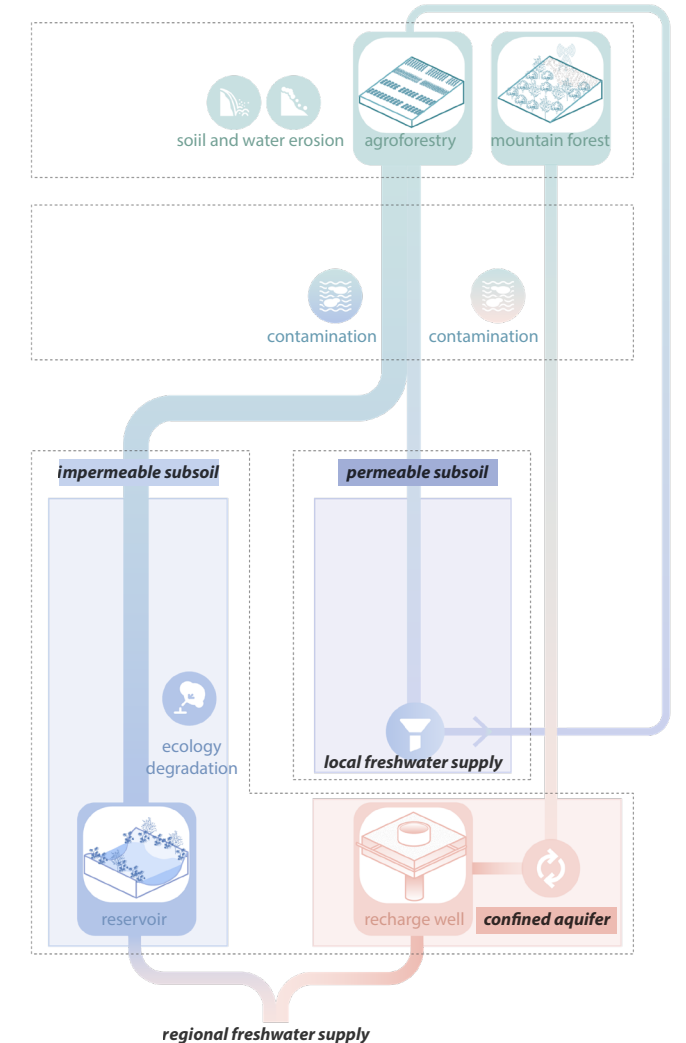 soiil and water erosion
agroforestry
mountain forest
contamination
contamination
impermeable subsoil
permeable subsoil
ecology
degradation
local freshwater supply
reservoir
recharge well
confined aquifer
regional freshwater supply